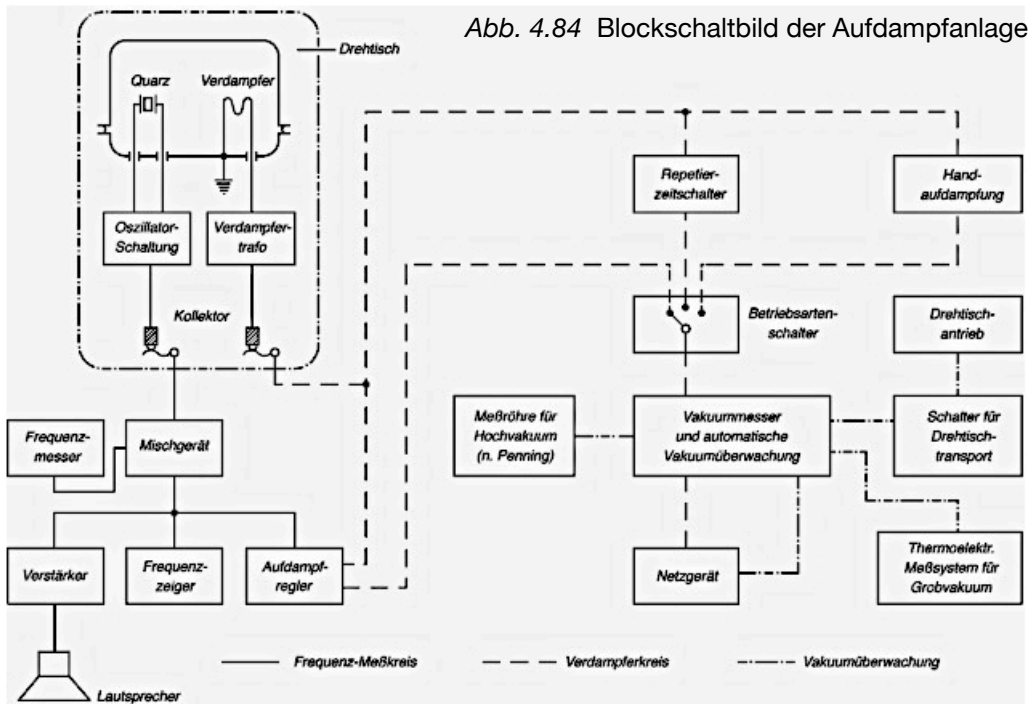 Abb. 4.84 Blockschaltbild der Aufdampfanlage
Drehtisch
Quarz
Verdampfer
Oszillator-
Schaltung
Verdampfer-
trafo
Kollektor
Repetier-
zeitschalter
Hand-
aufdampfung
Betriebsarten-
schalter
Drehtisch-
antrieb
Frequenz-
messer
Mischgerät
Meßröhre für
Hochvakuum
(n. Penning)
Vakuummesser
und automatische
Vakuumüberwachung
Schalter für
Drehtisch-
transport
Verstärker
Frequenz-
zeiger
Aufdampf-
regler
Netzgerät
Thermoelektr.
Meßsystem für
Grobvakuum
Frequenz-Meßkreis
Verdampferkreis
Vakuumüberwachung
Lautsprecher